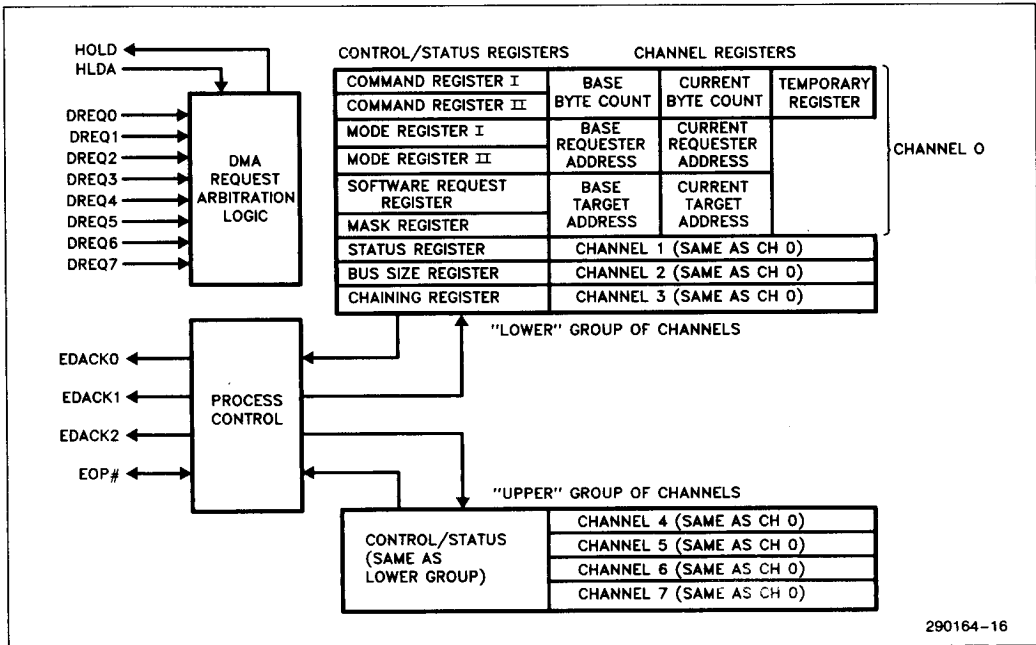 HOLD
HLDA
DREQ0
DREQ1
DREQ2
DREQ3
DREQ4
DREQ5
DREQ6
DREQ7
DMA
REQUEST
ARBITRATION
LOGIC
CONTROL/STATUS REGISTERS
CHANNEL REGISTERS
COMMAND REGISTER I
COMMAND REGISTER II
MODE REGISTER I
MODE REGISTER II
SOFTWARE REQUEST
REGISTER
MASK REGISTER
STATUS REGISTER
BUS SIZE REGISTER
CHAINING REGISTER
BASE
BYTE COUNT
CURRENT
BYTE COUNT
TEMPORARY
REGISTER
BASE
REQUESTER
ADDRESS
CURRENT
REQUESTER
ADDRESS
BASE
TARGET
ADDRESS
CURRENT
TARGET
ADDRESS
CHANNEL 0
CHANNEL 1 (SAME AS CH 0)
CHANNEL 2 (SAME AS CH 0)
CHANNEL 3 (SAME AS CH 0)
"LOWER" GROUP OF CHANNELS
EDACK0
EDACK1
EDACK2
EOP#
PROCESS
CONTROL
"UPPER" GROUP OF CHANNELS
CONTROL/STATUS
(SAME AS
LOWER GROUP)
CHANNEL 4 (SAME AS CH 0)
CHANNEL 5 (SAME AS CH 0)
CHANNEL 6 (SAME AS CH 0)
CHANNEL 7 (SAME AS CH 0)
290164–16